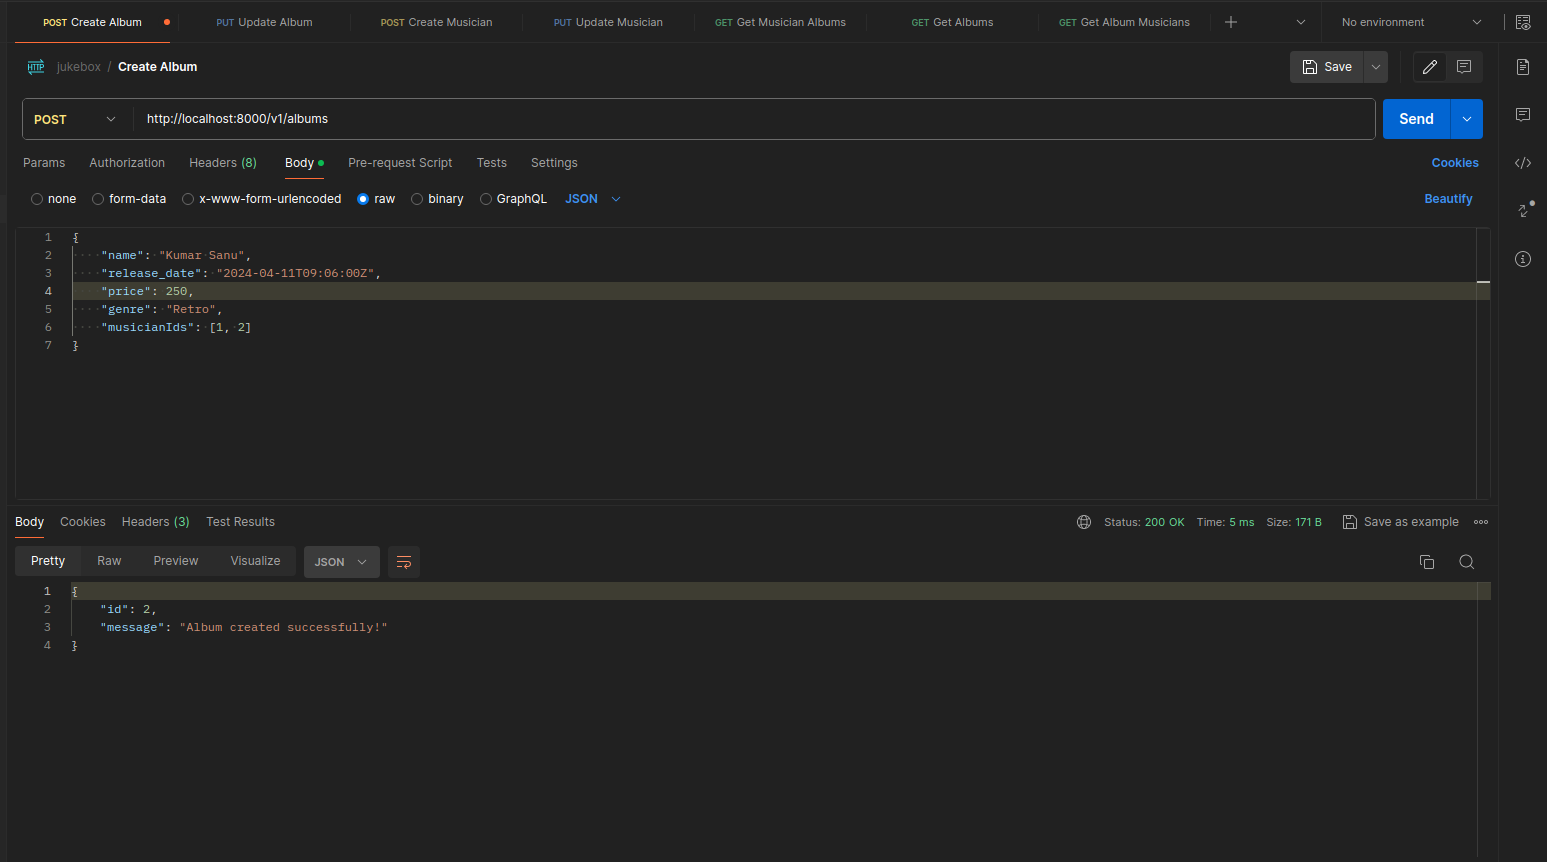 POST Create Album PUT Update Album POST Create Musician PUT Update Musician GET Get Musician Albums GET Get Albums GET Get Album Musicians No environment
HTTP jukebox / Create Album Save
POST http://localhost:8000/v1/albums Send
Params Authorization Headers (8) Body Pre-request Script Tests Settings Cookies
none form-data x-www-form-urlencoded raw binary GraphQL JSON Beautify
1 {
2 "name": "Kumar Sanu",
3 "release_date": "2024-04-11T09:06:00Z",
4 "price": 250,
5 "genre": "Retro",
6 "musicianIds": [1, 2]
7 }
Body Cookies Headers (3) Test Results Status: 200 OK Time: 5 ms Size: 171 B Save as example
Pretty Raw Preview Visualize JSON
1 {
2 "id": 2,
3 "message": "Album created successfully!"
4 }